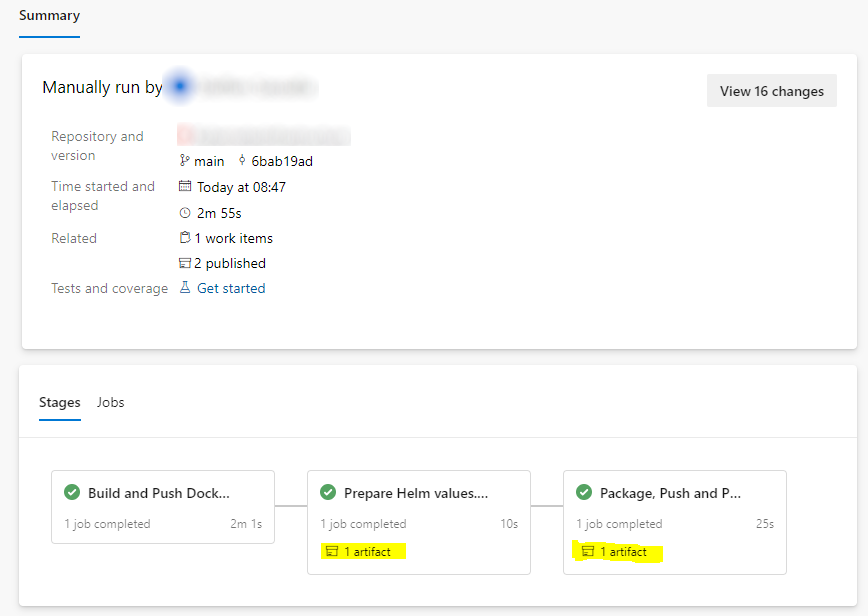 Summary
Manually run by
View 16 changes
Repository and
version
main 6bab19ad
Time started and
elapsed
Today at 08:47
2m 55s
Related
1 work items
2 published
Tests and coverage
Get started
Stages Jobs
Build and Push Dock...
1 job completed 2m 1s
Prepare Helm values....
1 job completed 10s
1 artifact
Package, Push and P...
1 job completed 25s
1 artifact